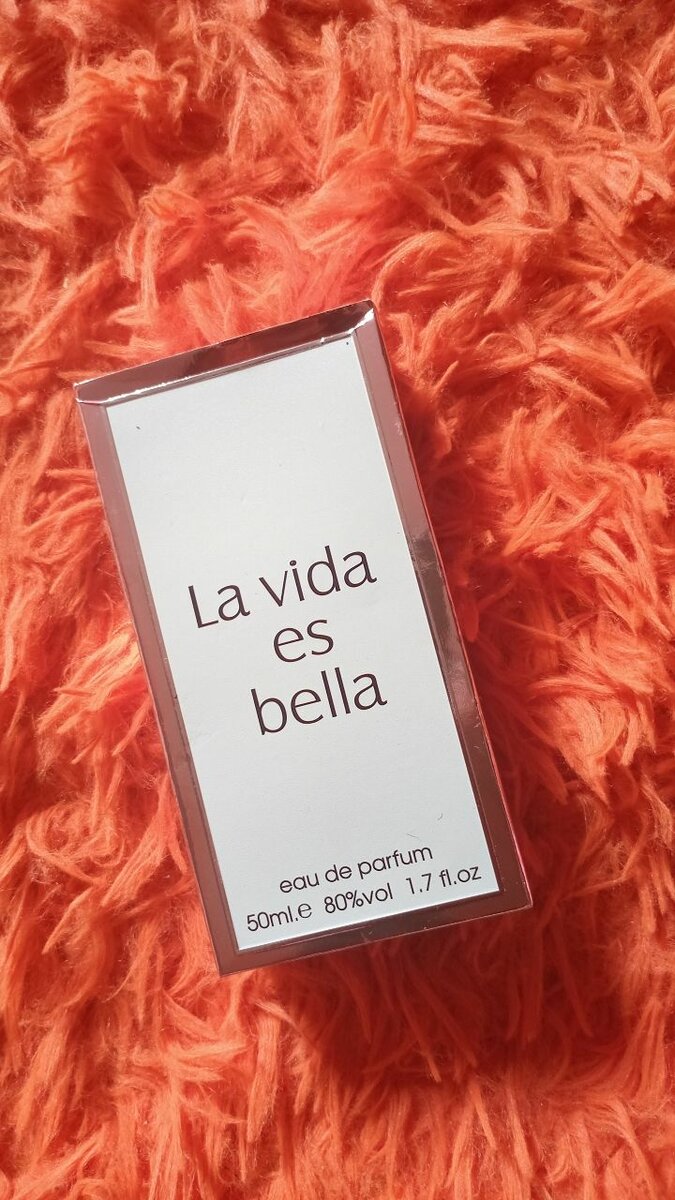 La vida
es
bella
eau de parfum
50ml.e 80%vol 1.7 fl.oz